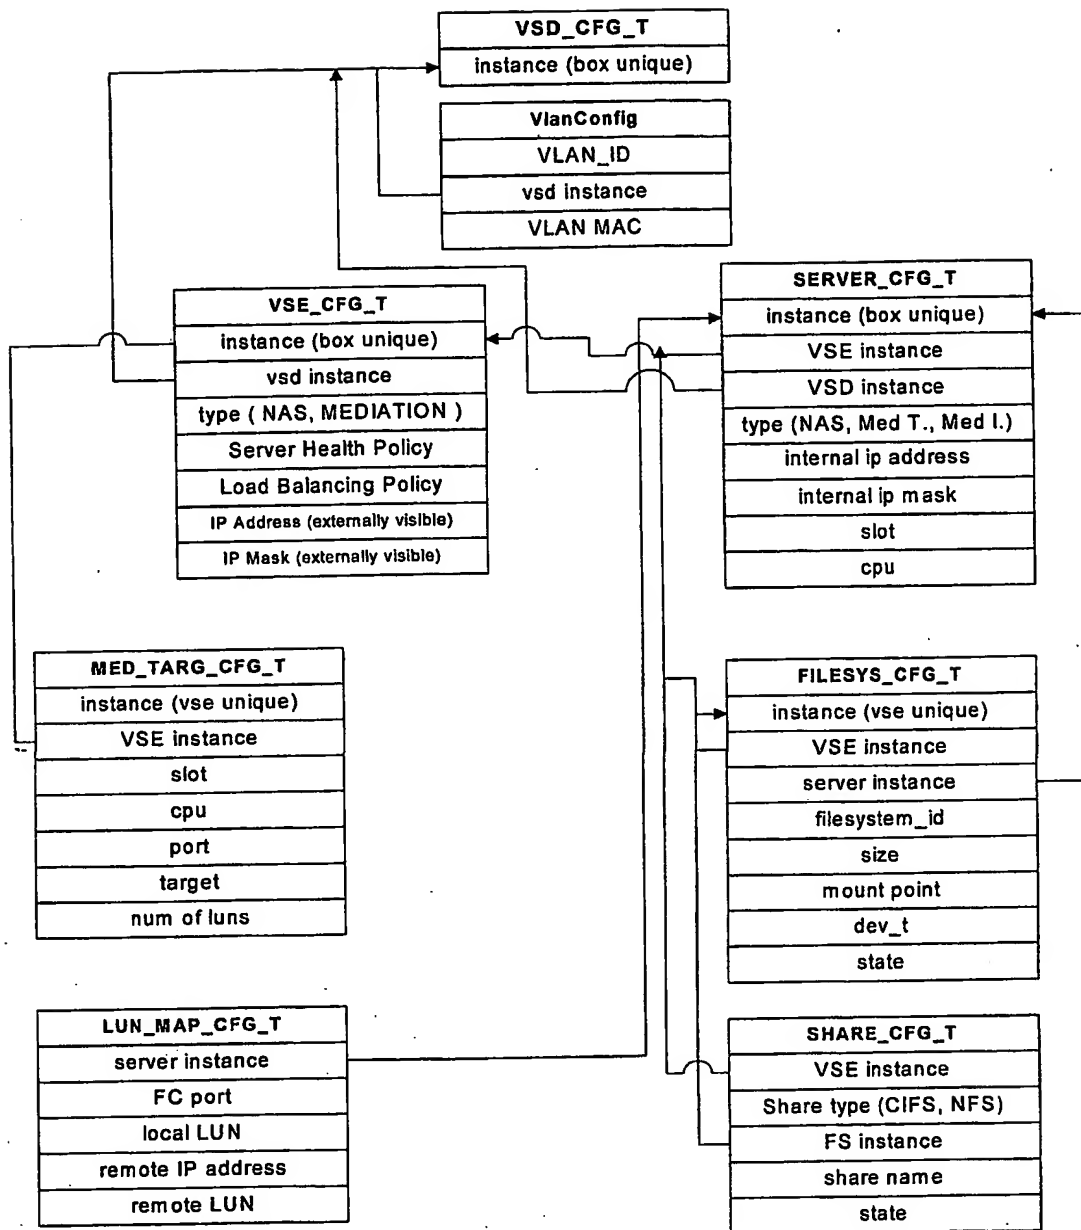 VSD_CFG_T
instance (box unique)
VlanConfig
VLAN_ID
vsd instance
VLAN MAC
VSE_CFG_T
instance (box unique)
vsd instance
type ( NAS, MEDIATION )
Server Health Policy
Load Balancing Policy
IP Address (externally visible)
IP Mask (externally visible)
SERVER_CFG_T
instance (box unique)
VSE instance
VSD instance
type (NAS, Med T., Med I.)
internal ip address
internal ip mask
slot
cpu
MED_TARG_CFG_T
instance (vse unique)
VSE instance
slot
cpu
port
target
num of luns
FILESYS_CFG_T
instance (vse unique)
VSE instance
server instance
filesystem_id
size
mount point
dev_t
state
LUN_MAP_CFG_T
server instance
FC port
local LUN
remote IP address
remote LUN
SHARE_CFG_T
VSE instance
Share type (CIFS, NFS)
FS instance
share name
state